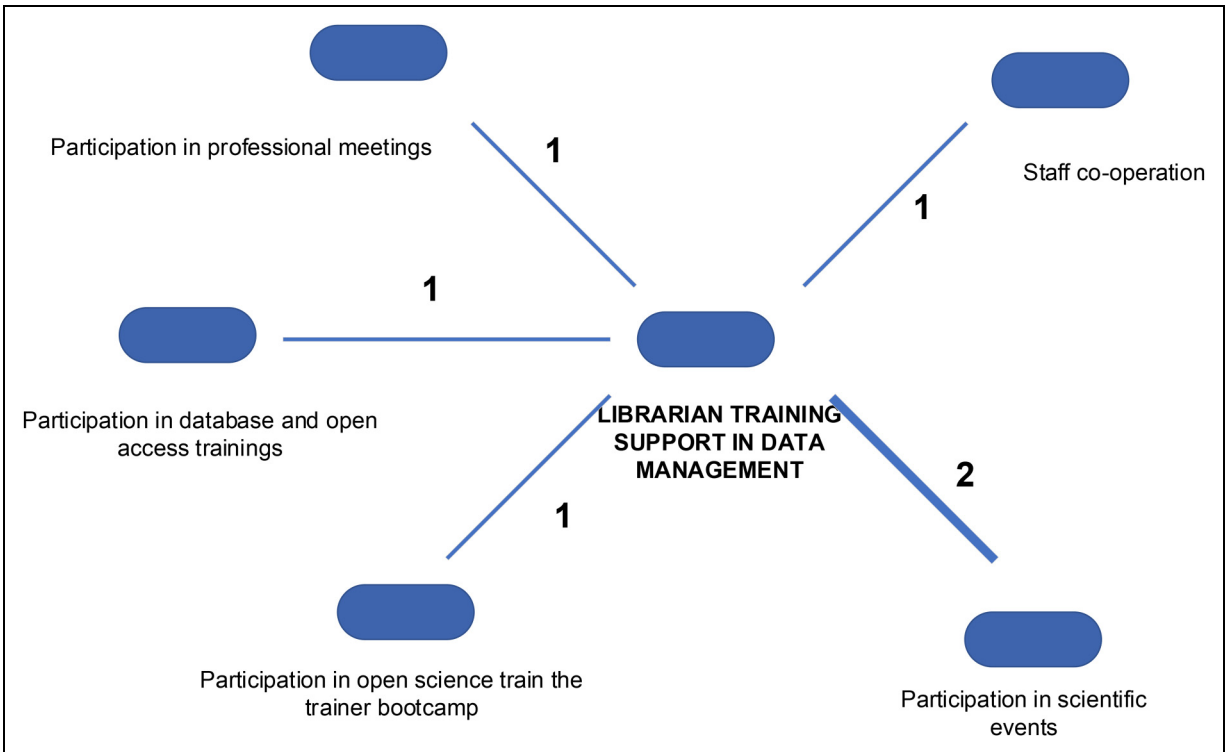 Participation in professional meetings
1
Staff co-operation
1
1
Participation in database and open
access trainings
LIBRARIAN TRAINING
SUPPORT IN DATA
MANAGEMENT
2
1
Participation in open science train the
trainer bootcamp
Participation in scientific
events